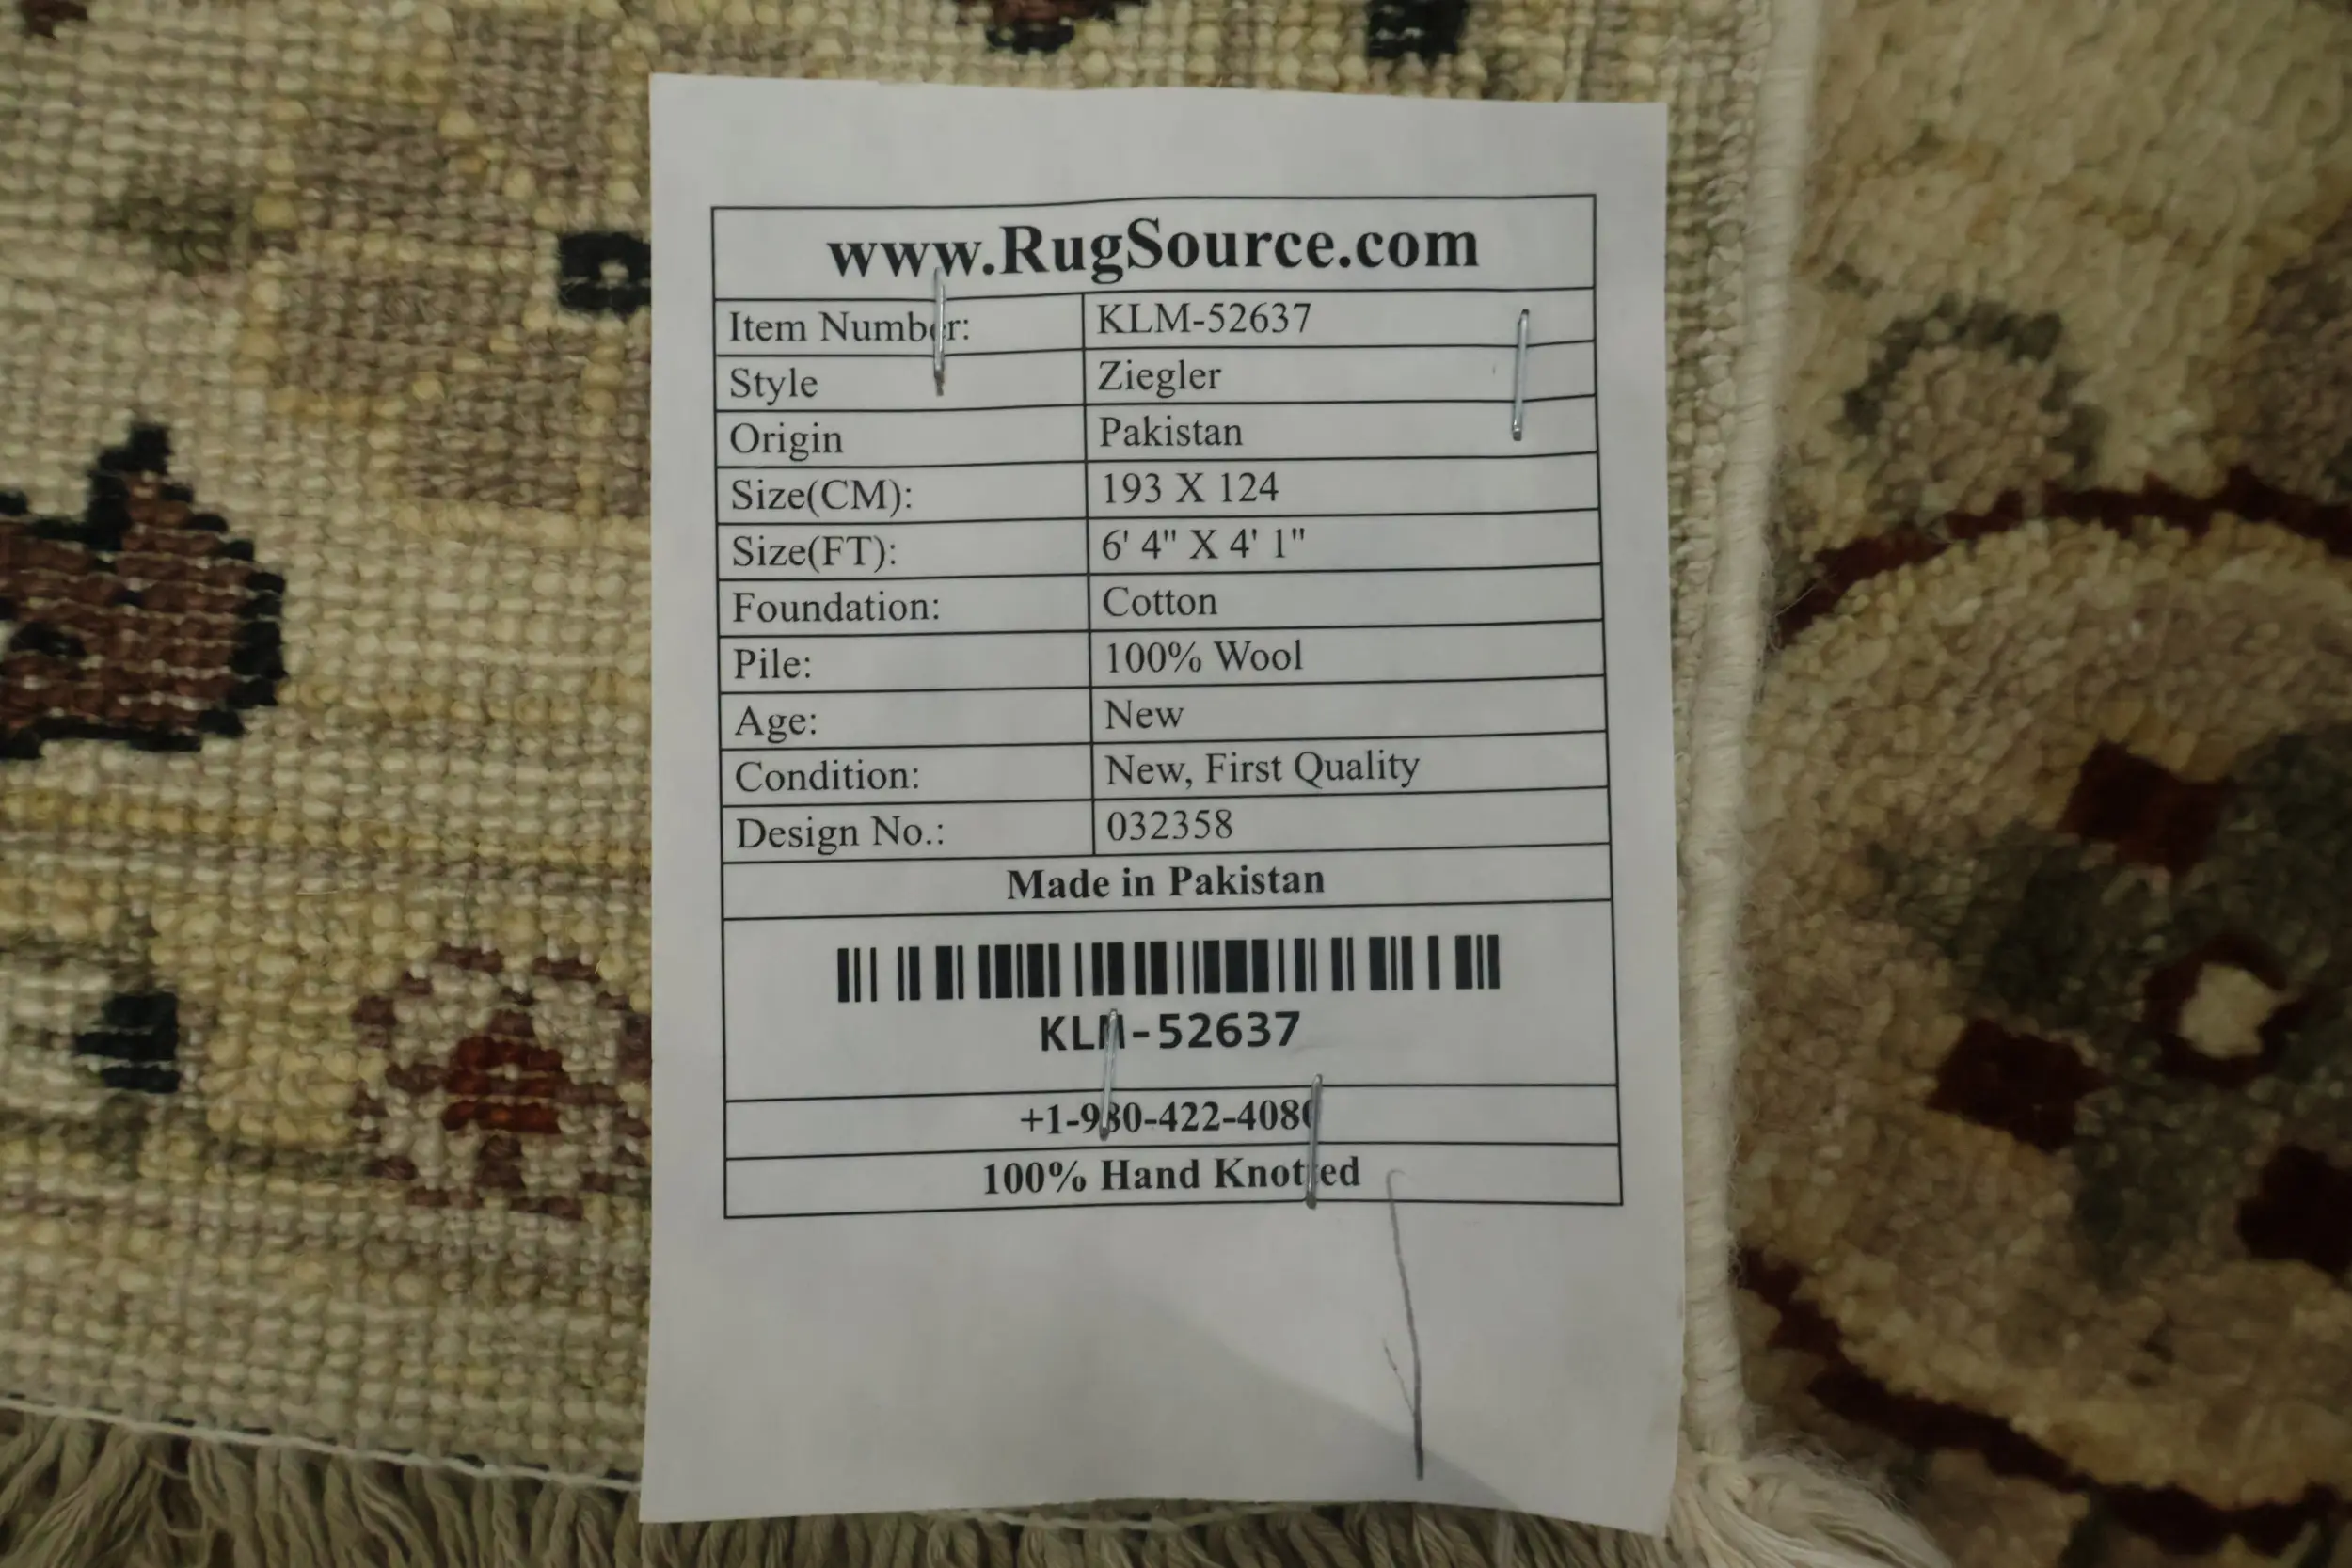 www.RugSource.com
Item Number: KLM-52637
Style Ziegler
Origin Pakistan
Size(CM): 193 X 124
Size(FT): 6' 4" X 4' 1"
Foundation: Cotton
Pile: 100% Wool
Age: New
Condition: New, First Quality
Design No.: 032358
Made in Pakistan
KLM-52637
+1-980-422-4080
100% Hand Knotted